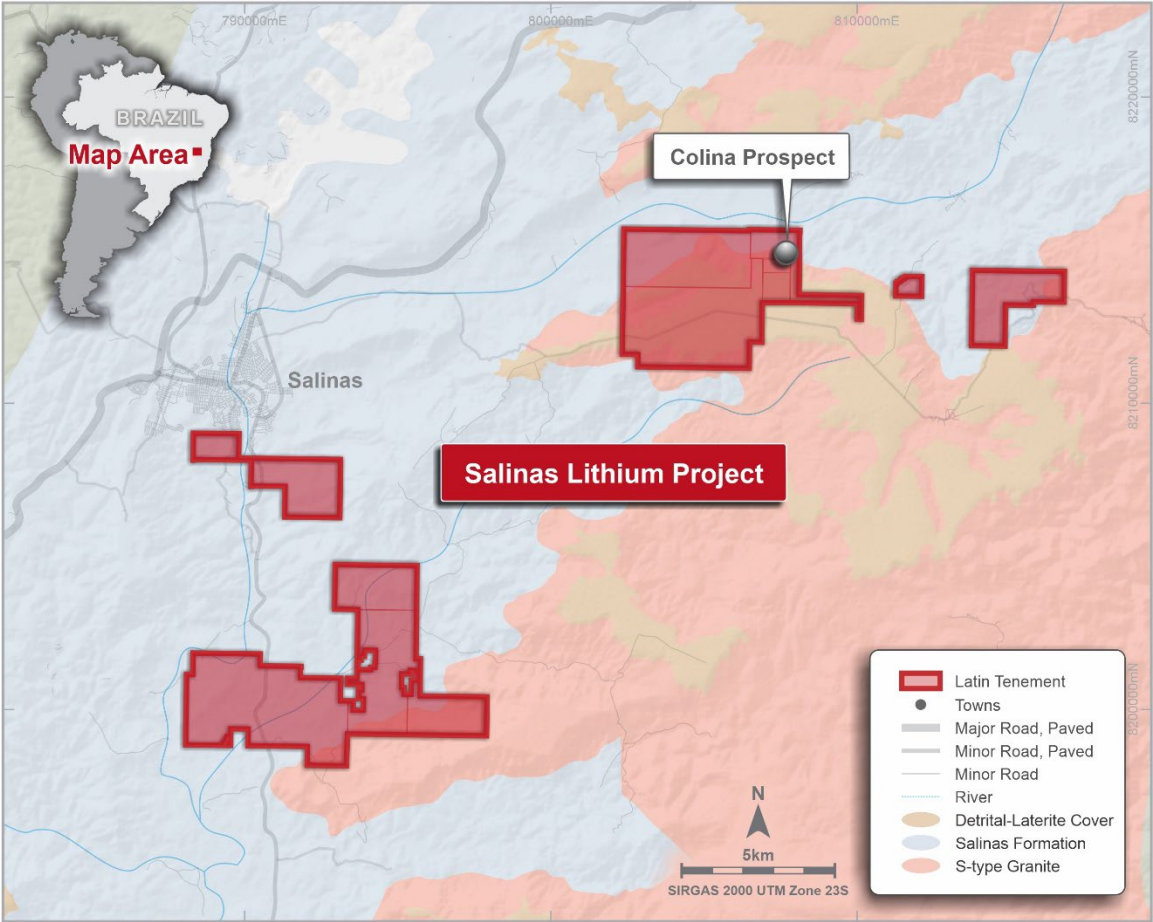 790000mE
800000mE
810000mE
8220000mN
BRAZIL
Map Area
Colina Prospect
Salinas
8210000mN
Salinas Lithium Project
8200000mN
Latin Tenement
Towns
Major Road, Paved
Minor Road, Paved
Minor Road
River
Detrital-Laterite Cover
Salinas Formation
S-type Granite
N
5km
SIRGAS 2000 UTM Zone 23S